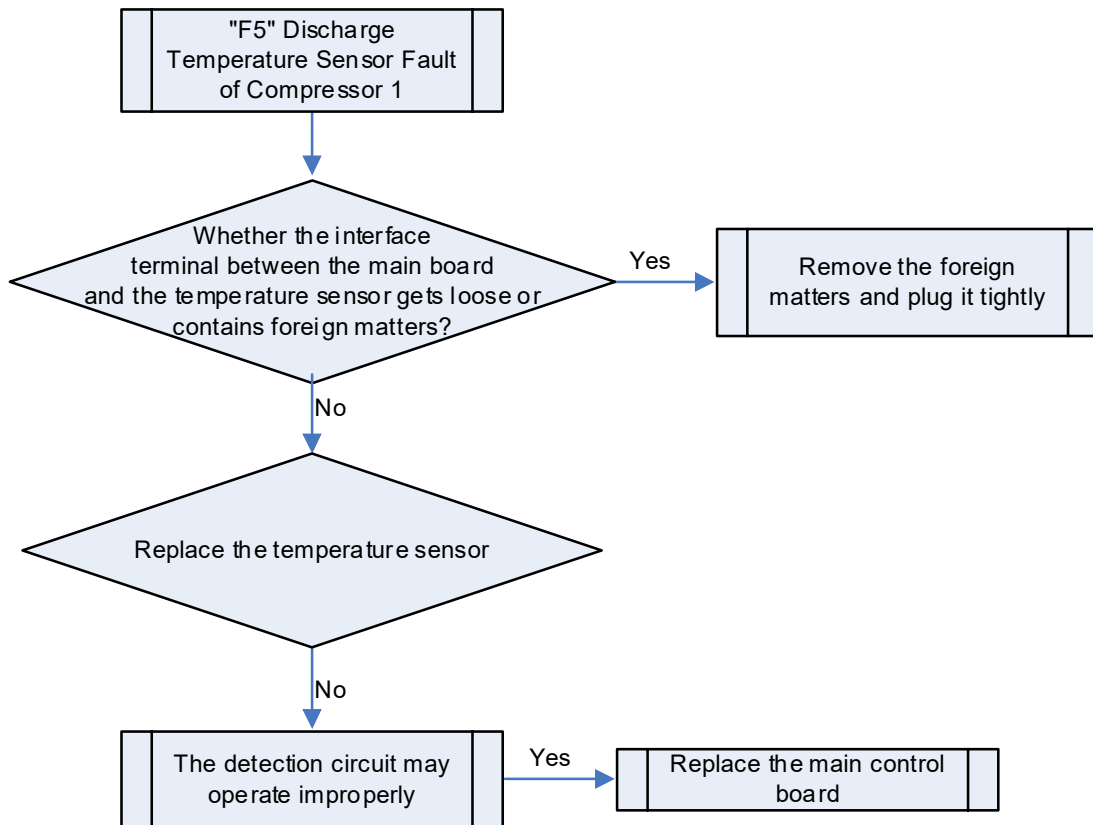 "F5" Discharge
Temperature Sensor Fault
of Compressor 1
Whether the interface
terminal between the main board
and the temperature sensor gets loose or
contains foreign matters?
Yes
Remove the foreign
matters and plug it tightly
No
Replace the temperature sensor
No
The detection circuit may
operate improperly
Yes
Replace the main control
board